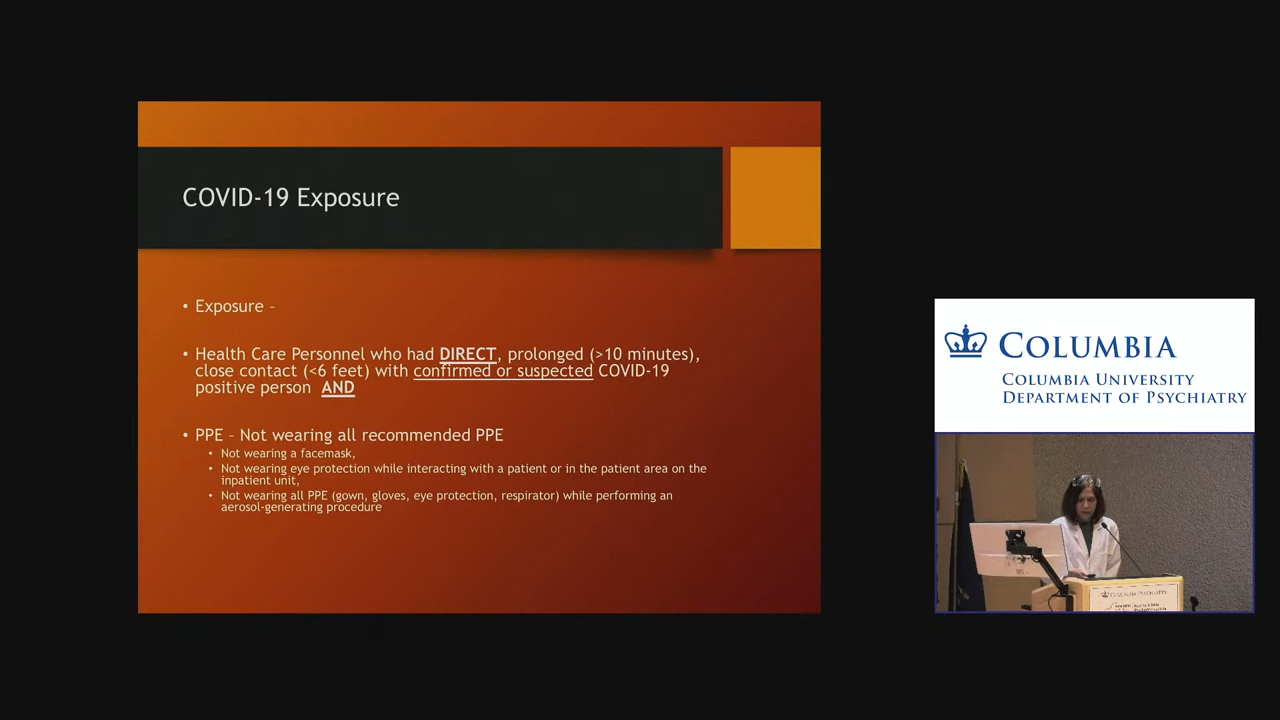 COVID-19 Exposure
• Exposure –
• Health Care Personnel who had DIRECT, prolonged (>10 minutes),
close contact (<6 feet) with confirmed or suspected COVID-19
positive person AND
• PPE – Not wearing all recommended PPE
• Not wearing a facemask,
• Not wearing eye protection while interacting with a patient or in the patient area on the
inpatient unit,
• Not wearing all PPE (gown, gloves, eye protection, respirator) while performing an
aerosol-generating procedure
COLUMBIA
COLUMBIA UNIVERSITY
DEPARTMENT OF PSYCHIATRY
COLUMBIA PSYCHIATRY